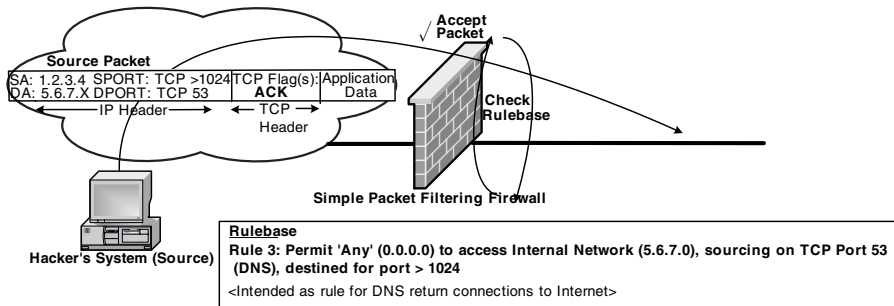 √ Accept
Packet
Source Packet
SA: 1.2.3.4 SPORT: TCP >1024 TCP Flag(s): Application
DA: 5.6.7.X DPORT: TCP 53 ACK Data
IP Header TCP
Header
Check
Rulebase
Simple Packet Filtering Firewall
Hacker's System (Source)
Rulebase
Rule 3: Permit 'Any' (0.0.0.0) to access Internal Network (5.6.7.0), sourcing on TCP Port 53
(DNS), destined for port > 1024
<Intended as rule for DNS return connections to Internet>